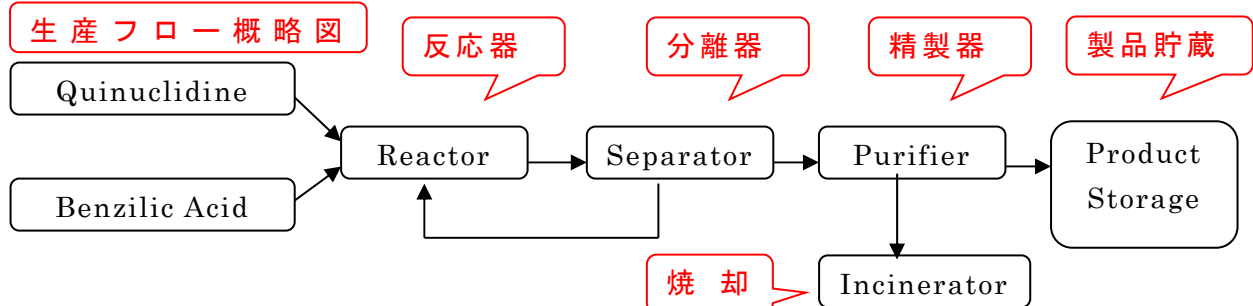 生産フロー概略図
反応器
分離器
精製器
製品貯蔵
Quinuclidine
Benzilic Acid
Reactor
Separator
Purifier
Product
Storage
焼却
Incinerator